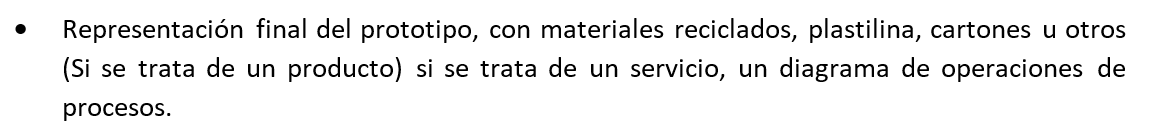 • Representación final del prototipo, con materiales reciclados, plastilina, cartones u otros
(Si se trata de un producto) si se trata de un servicio, un diagrama de operaciones de
procesos.